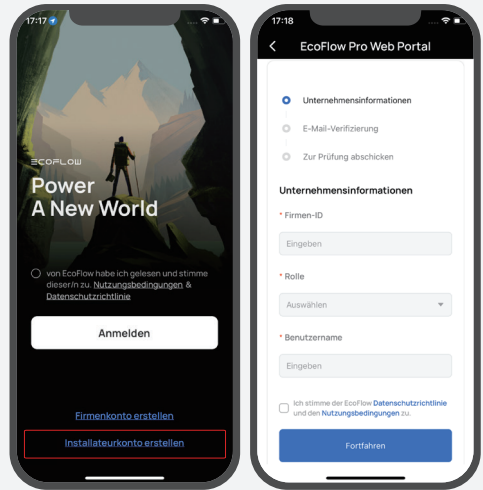 17:17
ECOFLOW
Power
A New World
von EcoFlow habe ich gelesen und stimme
dieser/n zu. Nutzungsbedingungen &
Datenschutzrichtlinie
Anmelden
Firmenkonto erstellen
Installateurkonto erstellen
17:18
EcoFlow Pro Web Portal
Unternehmensinformationen
E-Mail-Verifizierung
Zur Prüfung abschicken
Unternehmensinformationen
* Firmen-ID
Eingeben
* Rolle
Auswählen
* Benutzername
Eingeben
Ich stimme der EcoFlow Datenschutzrichtlinie
und den Nutzungsbedingungen zu.
Fortfahren